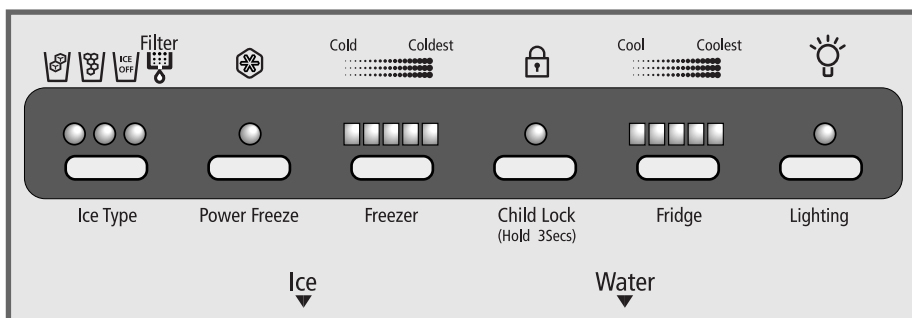 Filter
ICE OFF
Cold Coldest
Cool Coolest
Ice Type
Power Freeze
Freezer
Child Lock
(Hold 3Secs)
Fridge
Lighting
Ice
Water